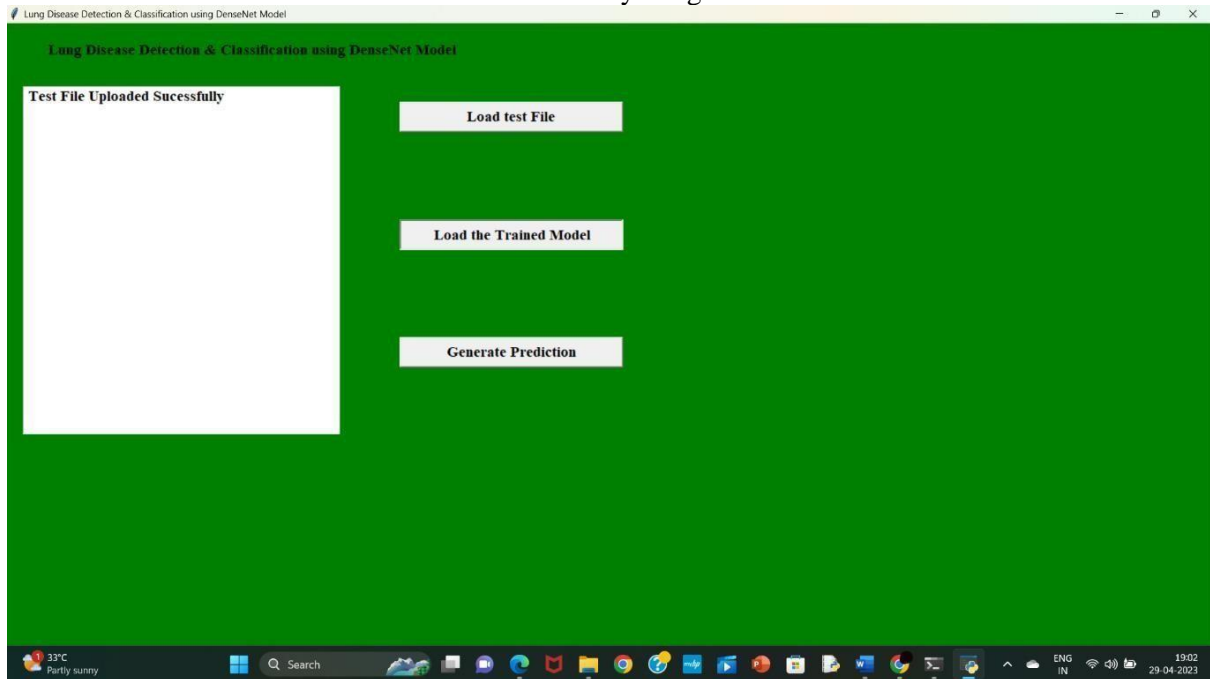 Lung Disease Detection & Classification using DenseNet Model
Lung Disease Detection & Classification using DenseNet Model
Test File Uploaded Sucessfully
Load test File
Load the Trained Model
Generate Prediction
1
33°C
Partly sunny
Search
ENG
IN
19:02
29-04-2023